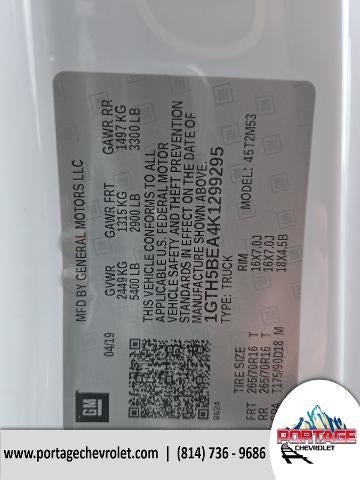 MFD BY GENERAL MOTORS LLC
04/19
GVWR GAWR FRT GAWR RR
2449 KG 1315 KG 1497 KG
5400 LB 2900 LB 3300 LB
THIS VEHICLE CONFORMS TO ALL
APPLICABLE U.S. FEDERAL MOTOR
VEHICLE SAFETY AND THEFT PREVENTION
STANDARDS IN EFFECT ON THE DATE OF
MANUFACTURE SHOWN ABOVE.
1GTH5BEA4K1299295
TYPE: TRUCK MODEL: 45T2M53
TIRE SIZE RIM
FRT 265/70R16 T 16X7.0J
RR 265/70R16 T 16X7.0J
SPA T175/90D18 M 18X4.5B
GM
8624
PORTAGE
CHEVROLET
www.portagechevrolet.com | (814) 736 - 9686